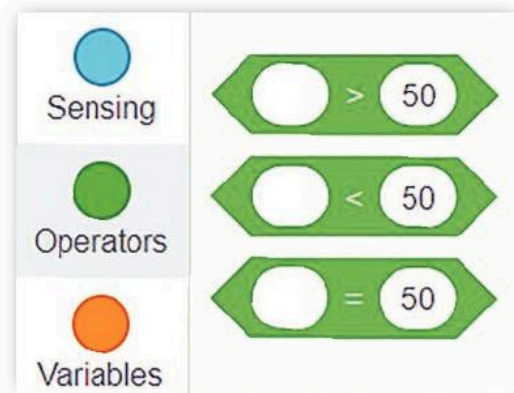 Sensing
Operators
Variables
> 50
< 50
= 50